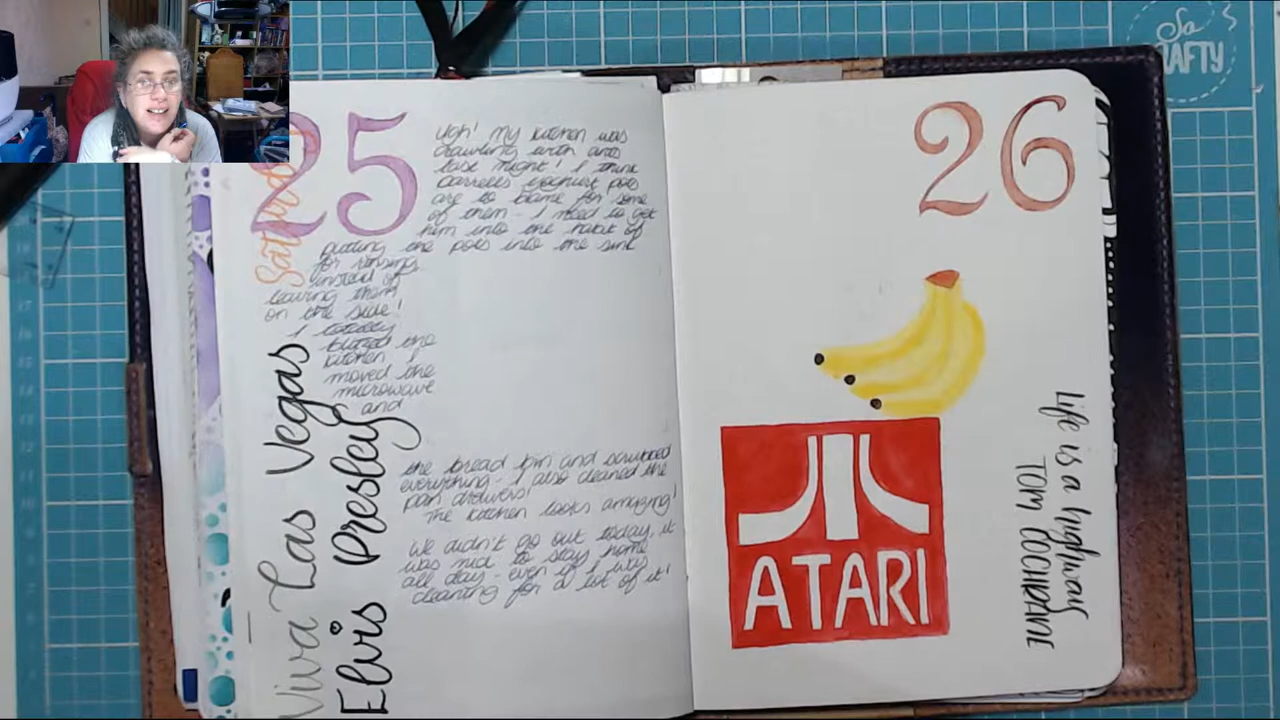 So
CRAFTY
25
Saturd
Ugh! My kitchen was
crawling with ants
last night! I think
Darrell's yoghurt pots
are to blame for some
of them - I need to get
him into the habit of
putting the pots into the sink
for rinsing
instead of
leaving them
on the side!
I totally
blitzed the
kitchen. I
moved the
microwave
and
the bread bin and scrubbed
everything. I also cleaned the
pan drawers!
The kitchen looks amazing!
We didn't go out today, it
was nice to stay home
all day - even if I was
cleaning for a lot of it!
Viva Las Vegas
Elvis Presley
26
ATARI
Life is a highway
TOM COCHRANE